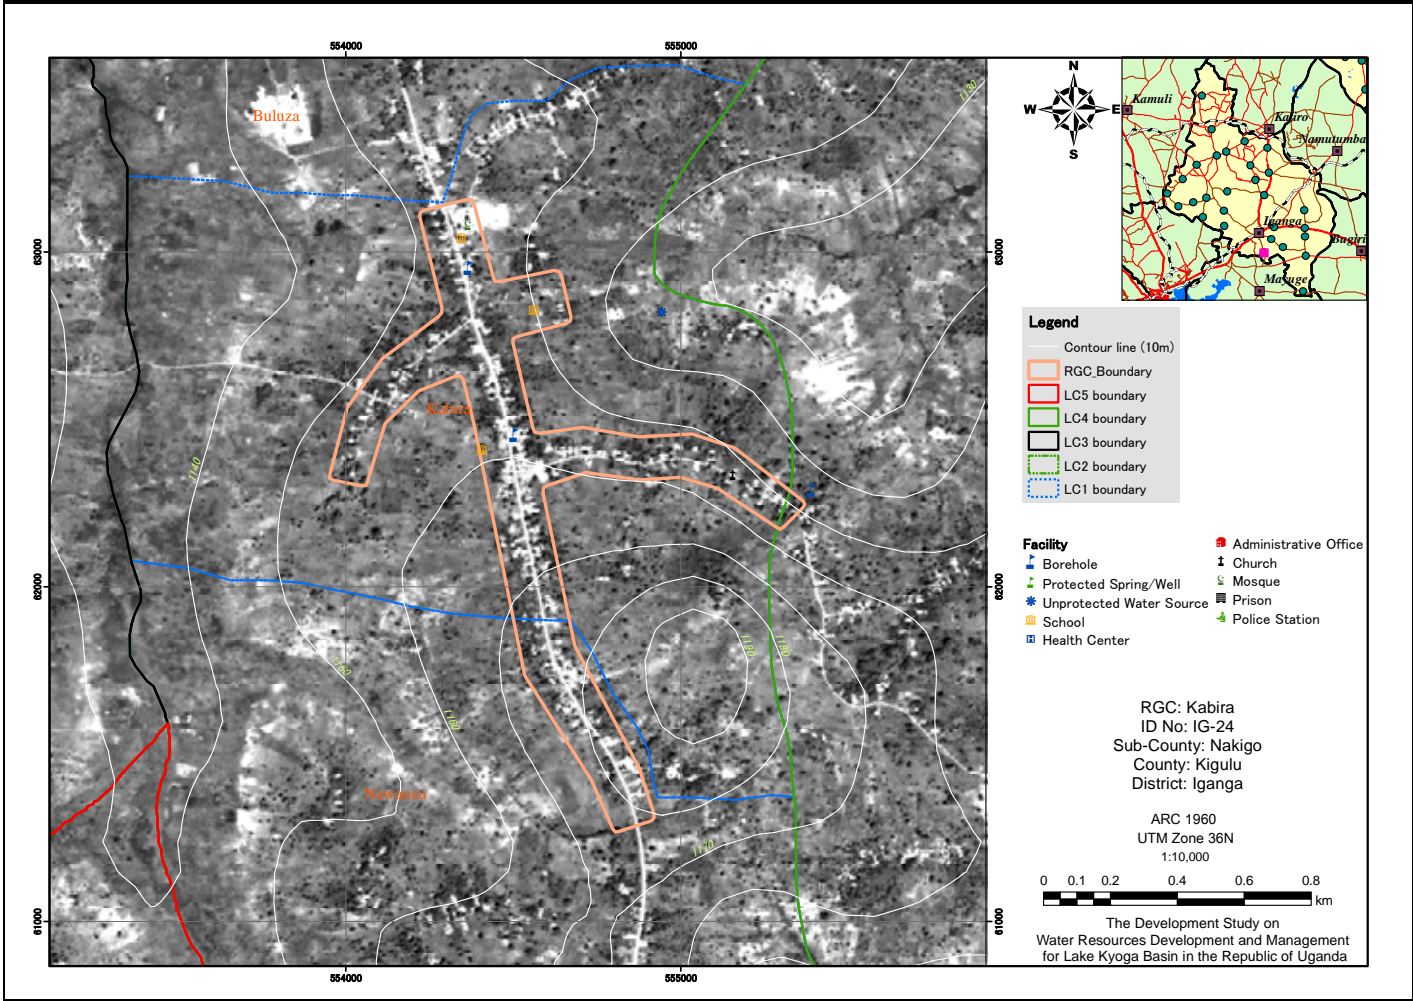 554000
555000
Buluza
1130
63000
63000
Kabira
1140
62000
62000
1150
1160
1190
1180
Nawanzu
1170
61000
61000
554000
555000
N
W
E
S
Kamuli
Kaliro
Namutumba
Iganga
Bugiri
Mayuge
Legend
Contour line (10m)
RGC_Boundary
LC5 boundary
LC4 boundary
LC3 boundary
LC2 boundary
LC1 boundary
Facility
Borehole
Protected Spring/Well
Unprotected Water Source
School
Health Center
Administrative Office
Church
Mosque
Prison
Police Station
RGC: Kabira
ID No: IG-24
Sub-County: Nakigo
County: Kigulu
District: Iganga
ARC 1960
UTM Zone 36N
1:10,000
0 0.1 0.2 0.4 0.6 0.8
km
The Development Study on
Water Resources Development and Management
for Lake Kyoga Basin in the Republic of Uganda